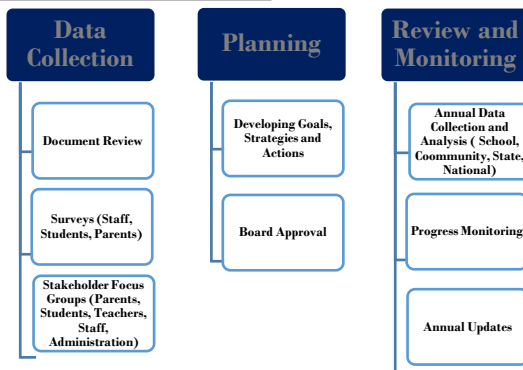 Data
Collection
Document Review
Surveys (Staff,
Students, Parents)
Stakeholder Focus
Groups (Parents,
Students, Teachers,
Staff,
Administration)
Planning
Developing Goals,
Strategies and
Actions
Board Approval
Review and
Monitoring
Annual Data
Collection and
Analysis ( School,
Coommunity, State,
National)
Progress Monitoring
Annual Updates